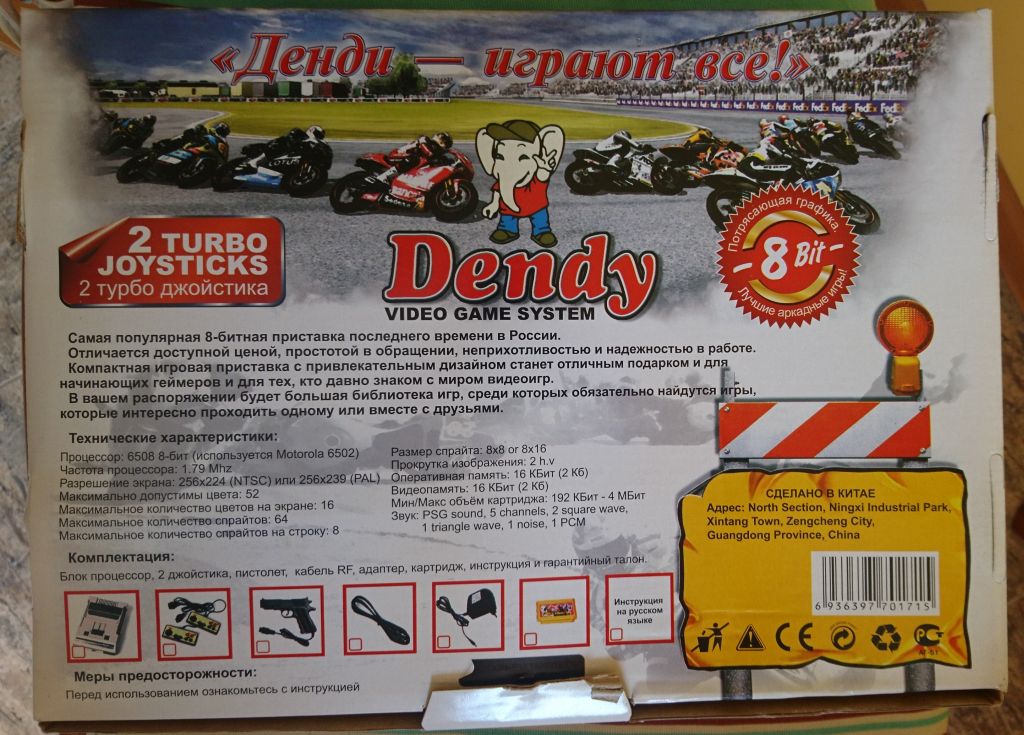 «Денди — играют все!»
FedEx FedEx FedEx FedEx FedEx
LOTUS
2 TURBO
JOYSTICKS
2 турбо джойстика
Dendy
VIDEO GAME SYSTEM
Потрясающая графика.
- 8 Bit -
Лучшие аркадные игры!
Самая популярная 8-битная приставка последнего времени в России.
Отличается доступной ценой, простотой в обращении, неприхотливостью и надежностью в работе.
Компактная игровая приставка с привлекательным дизайном станет отличным подарком и для
начинающих геймеров и для тех, кто давно знаком с миром видеоигр.
В вашем распоряжении будет большая библиотека игр, среди которых обязательно найдутся игры,
которые интересно проходить одному или вместе с друзьями.
Технические характеристики:
Процессор: 6508 8-бит (используется Motorola 6502)
Частота процессора: 1.79 Mhz
Разрешение экрана: 256x224 (NTSC) или 256x239 (PAL)
Максимально допустимы цвета: 52
Максимальное количество цветов на экране: 16
Максимальное количество спрайтов: 64
Максимальное количество спрайтов на строку: 8
Размер спрайта: 8x8 or 8x16
Прокрутка изображения: 2 h.v
Оперативная память: 16 КБит (2 Кб)
Видеопамять: 16 КБит (2 Кб)
Мин/Макс объём картриджа: 192 КБит - 4 МБит
Звук: PSG sound, 5 channels, 2 square wave,
1 triangle wave, 1 noise, 1 PCM
Комплектация:
Блок процессор, 2 джойстика, пистолет, кабель RF, адаптер, картридж, инструкция и гарантийный талон.
Инструкция
на русском
языке
Меры предосторожности:
Перед использованием ознакомьтесь с инструкцией
СДЕЛАНО В КИТАЕ
Адрес: North Section, Ningxi Industrial Park,
Xintang Town, Zengcheng City,
Guangdong Province, China
6 936397 701715
CE